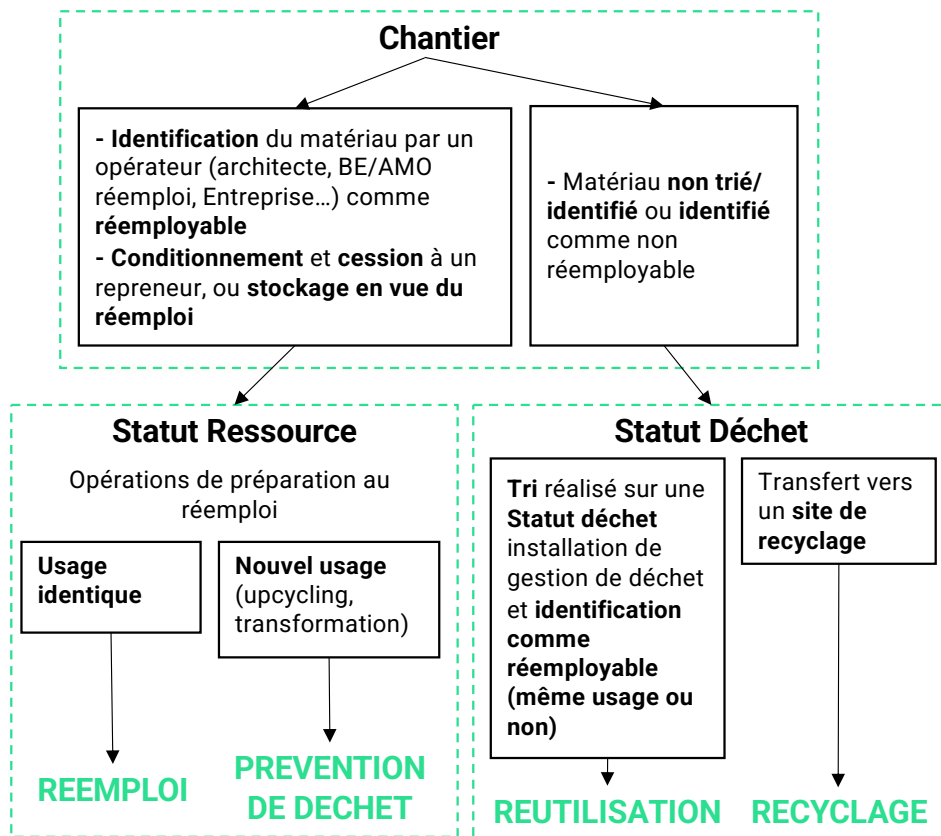 Chantier
- Identification du matériau par un
opérateur (architecte, BE/AMO
réemploi, Entreprise…) comme
réemployable
- Conditionnement et cession à un
repreneur, ou stockage en vue du
réemploi
- Matériau non trié/
identifié ou identifié
comme non
réemployable
Statut Ressource
Opérations de préparation au
réemploi
Usage
identique
Nouvel usage
(upcycling,
transformation)
REEMPLOI
PREVENTION
DE DECHET
Statut Déchet
Tri réalisé sur une
Statut déchet
installation de
gestion de déchet
et identification
comme
réemployable
(même usage ou
non)
Transfert vers
un site de
recyclage
REUTILISATION
RECYCLAGE